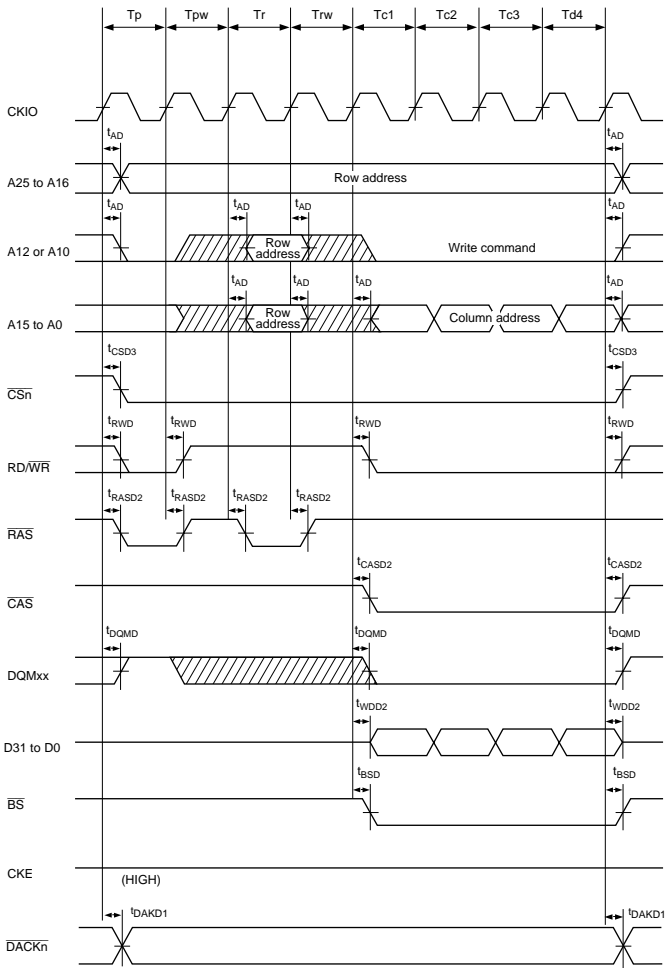 Tp Tpw Tr Trw Tc1 Tc2 Tc3 Td4
CKIO
tAD tAD
A25 to A16 Row address
tAD tAD tAD tAD
A12 or A10 Row address Write command
tAD tAD tAD tAD
A15 to A0 Row address Column address
tCSD3 tCSD3
CSn
tRWD tRWD tRWD tRWD
RD/WR
tRASD2 tRASD2 tRASD2 tRASD2
RAS
tCASD2 tCASD2
CAS
tDQMD tDQMD tDQMD
DQMxx
tWDD2 tWDD2
D31 to D0
tBSD tBSD
BS
CKE
(HIGH)
tDAKD1 tDAKD1
DACKn